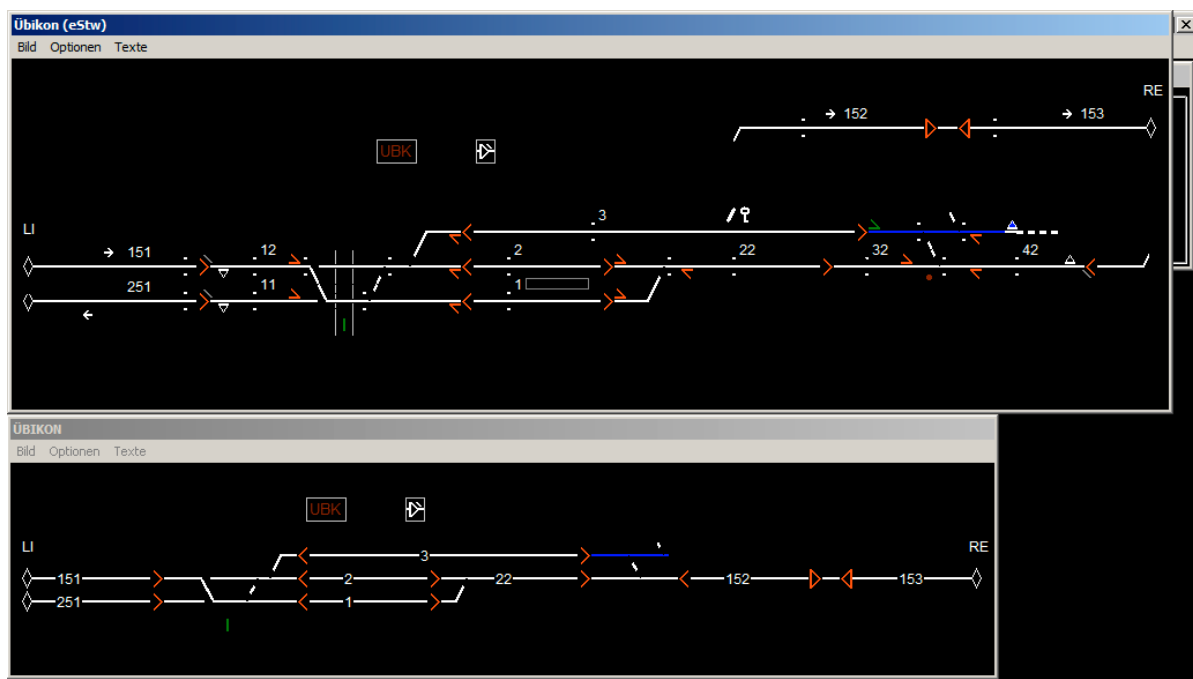 Übikon (eStw)
Bild Optionen Texte
RE
152 153
UBK
3
LI
151 12 2 22 32 42
251 11 1
ÜBIKON
Bild Optionen Texte
UBK
LI RE
3
151 2 22 152 153
251 1